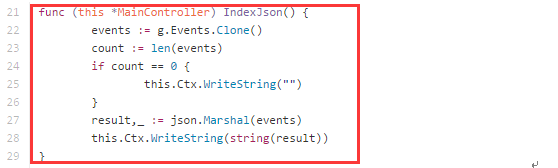 21 func (this *MainController) IndexJson() {
22 events := g.Events.Clone()
23 count := len(events)
24 if count == 0 {
25 this.Ctx.WriteString("")
26 }
27 result,_ := json.Marshal(events)
28 this.Ctx.WriteString(string(result))
29 }